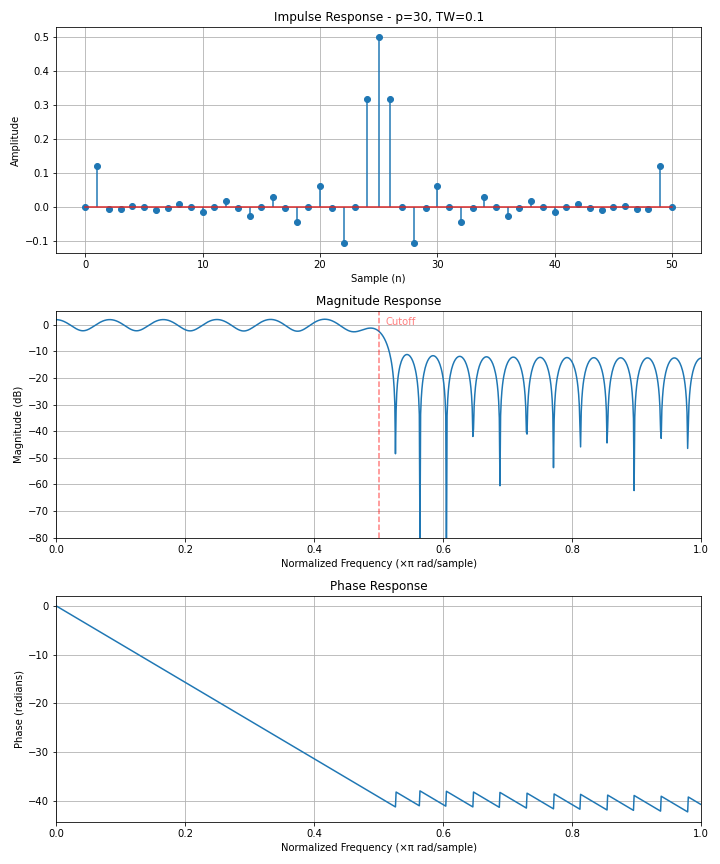 Impulse Response - p=30, TW=0.1
0.5
0.4
0.3
0.2
0.1
0.0
−0.1
Amplitude
0 10 20 30 40 50
Sample (n)
Magnitude Response
Cutoff
0
−10
−20
−30
−40
−50
−60
−70
−80
Magnitude (dB)
0.0 0.2 0.4 0.6 0.8 1.0
Normalized Frequency (×π rad/sample)
Phase Response
0
−10
−20
−30
−40
Phase (radians)
0.0 0.2 0.4 0.6 0.8 1.0
Normalized Frequency (×π rad/sample)